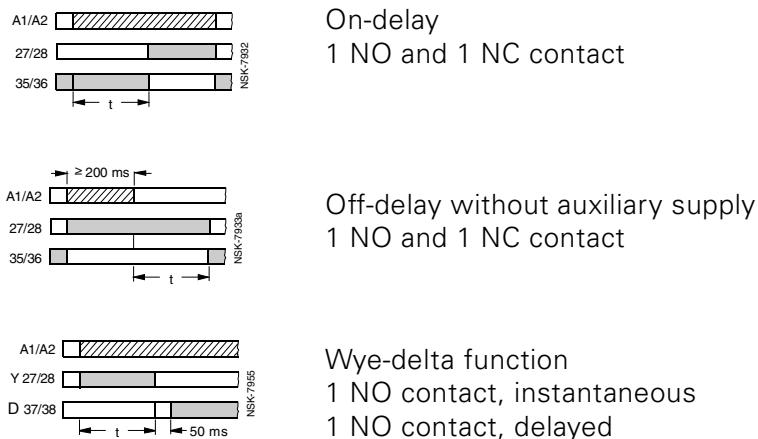 A1/A2
27/28
35/36
t
NSK-7932
On-delay
1 NO and 1 NC contact
≥ 200 ms
A1/A2
27/28
35/36
t
NSK-7933a
Off-delay without auxiliary supply
1 NO and 1 NC contact
A1/A2
Y 27/28
D 37/38
t
50 ms
NSK-7955
Wye-delta function
1 NO contact, instantaneous
1 NO contact, delayed